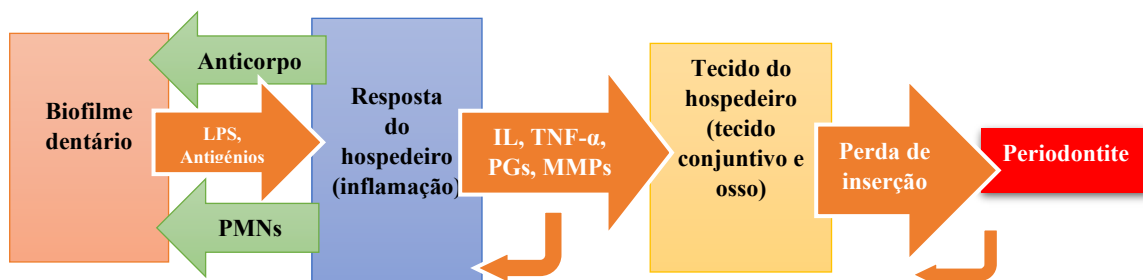 Biofilme
dentário
Anticorpo
LPS,
Antigénios
PMNs
Resposta
do
hospedeiro
(inflamação)
IL, TNF-α,
PGs, MMPs
Tecido do
hospedeiro
(tecido
conjuntivo e
osso)
Perda de
inserção
Periodontite